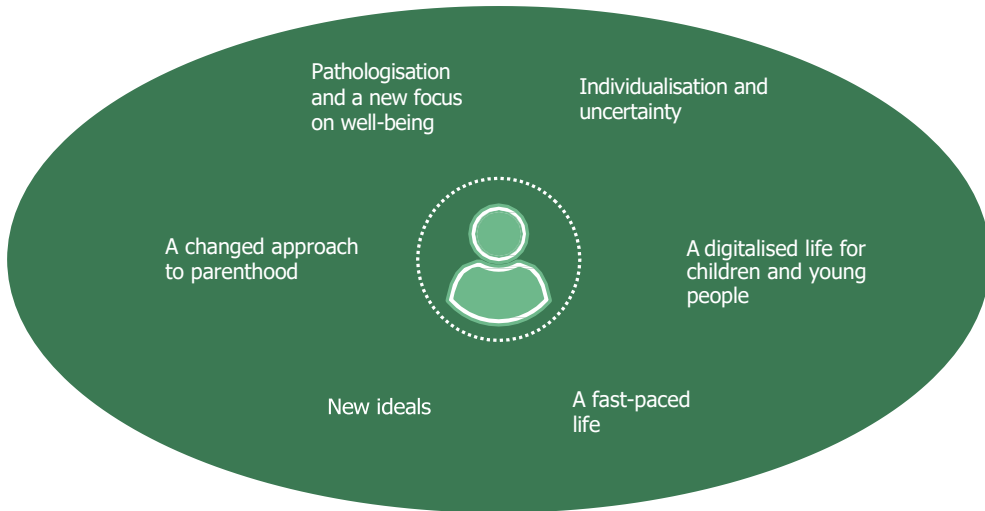 Pathologisation
and a new focus
on well-being
Individualisation and
uncertainty
A changed approach
to parenthood
A digitalised life for
children and young
people
New ideals
A fast-paced
life